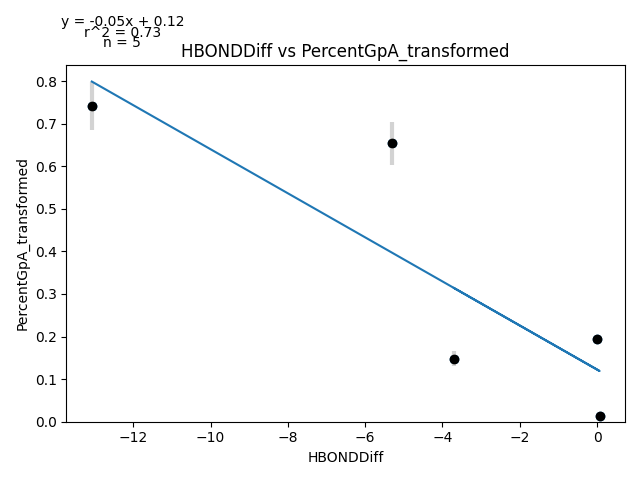 y = -0.05x + 0.12
r^2 = 0.73
n = 5
HBONDDiff vs PercentGpA_transformed
PercentGpA_transformed
0.8
0.7
0.6
0.5
0.4
0.3
0.2
0.1
0.0
−12
−10
−8
−6
−4
−2
0
HBONDDiff